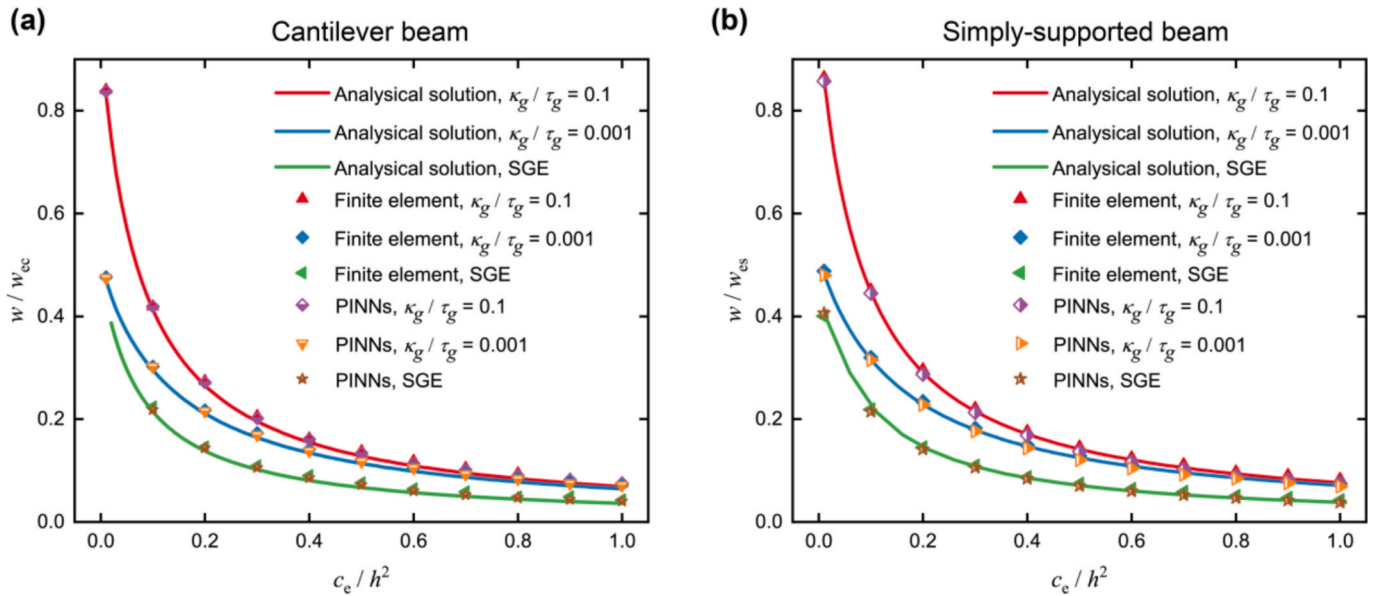 (a)
Cantilever beam
Analysical solution, κg / τg = 0.1
Analysical solution, κg / τg = 0.001
Analysical solution, SGE
Finite element, κg / τg = 0.1
Finite element, κg / τg = 0.001
Finite element, SGE
PINNs, κg / τg = 0.1
PINNs, κg / τg = 0.001
PINNs, SGE
w / wec
0.8
0.6
0.4
0.2
0.0
0.0 0.2 0.4 0.6 0.8 1.0
ce / h²
(b)
Simply-supported beam
Analysical solution, κg / τg = 0.1
Analysical solution, κg / τg = 0.001
Analysical solution, SGE
Finite element, κg / τg = 0.1
Finite element, κg / τg = 0.001
Finite element, SGE
PINNs, κg / τg = 0.1
PINNs, κg / τg = 0.001
PINNs, SGE
w / wes
0.8
0.6
0.4
0.2
0.0
0.0 0.2 0.4 0.6 0.8 1.0
ce / h²